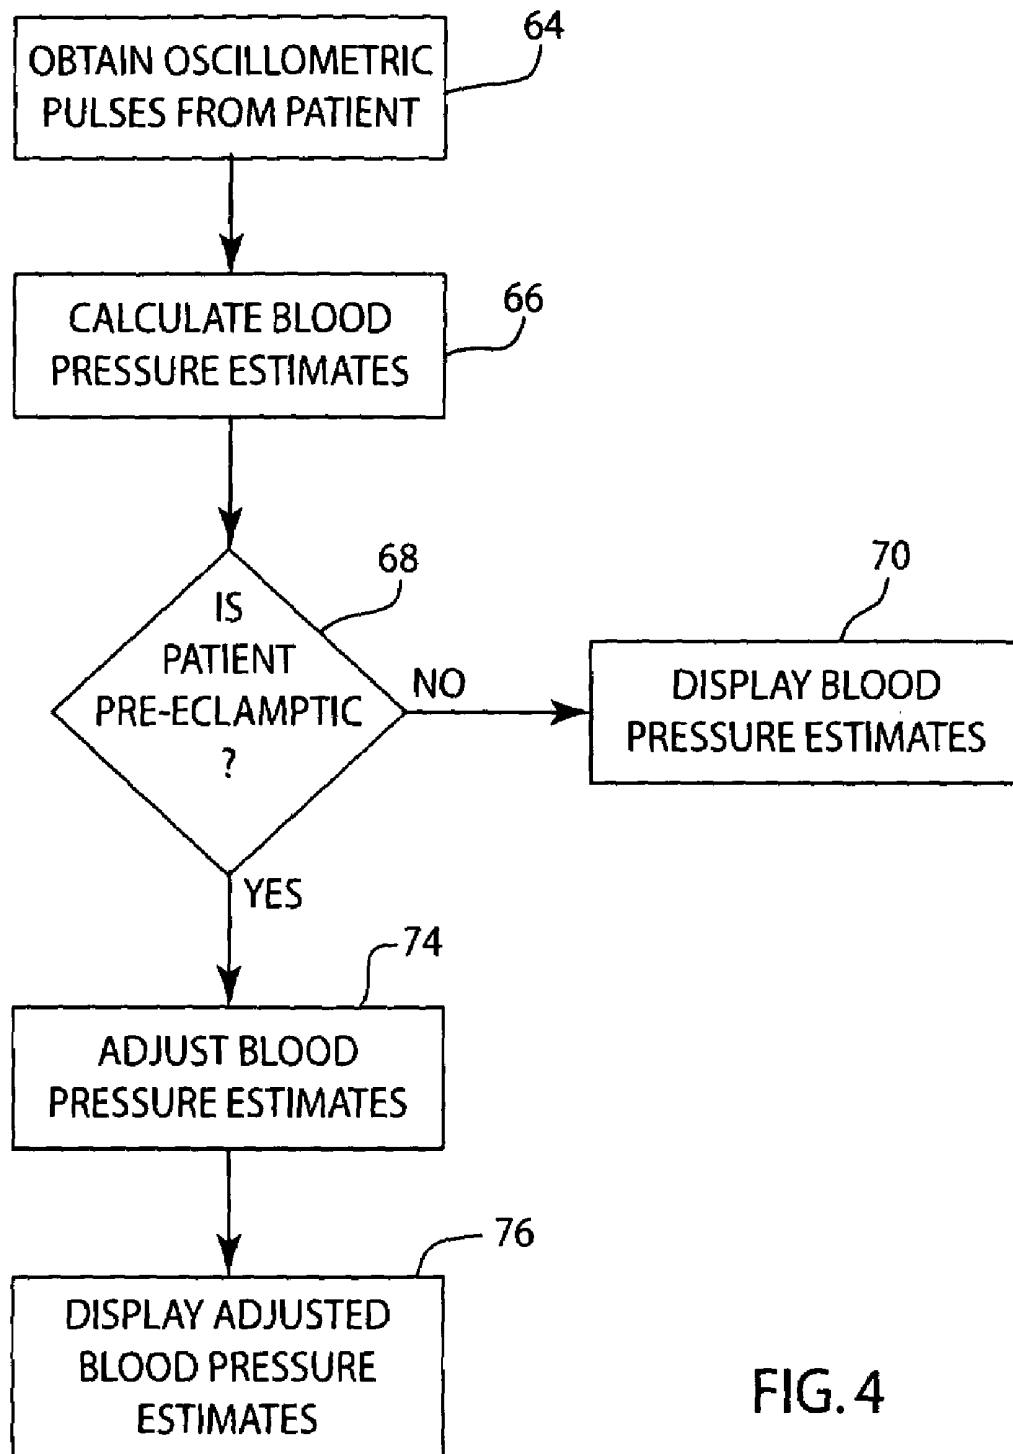 64
OBTAIN OSCILLOMETRIC
PULSES FROM PATIENT
66
CALCULATE BLOOD
PRESSURE ESTIMATES
68
IS
PATIENT
PRE-ECLAMPTIC
?
NO
70
DISPLAY BLOOD
PRESSURE ESTIMATES
YES
74
ADJUST BLOOD
PRESSURE ESTIMATES
76
DISPLAY ADJUSTED
BLOOD PRESSURE
ESTIMATES
FIG. 4